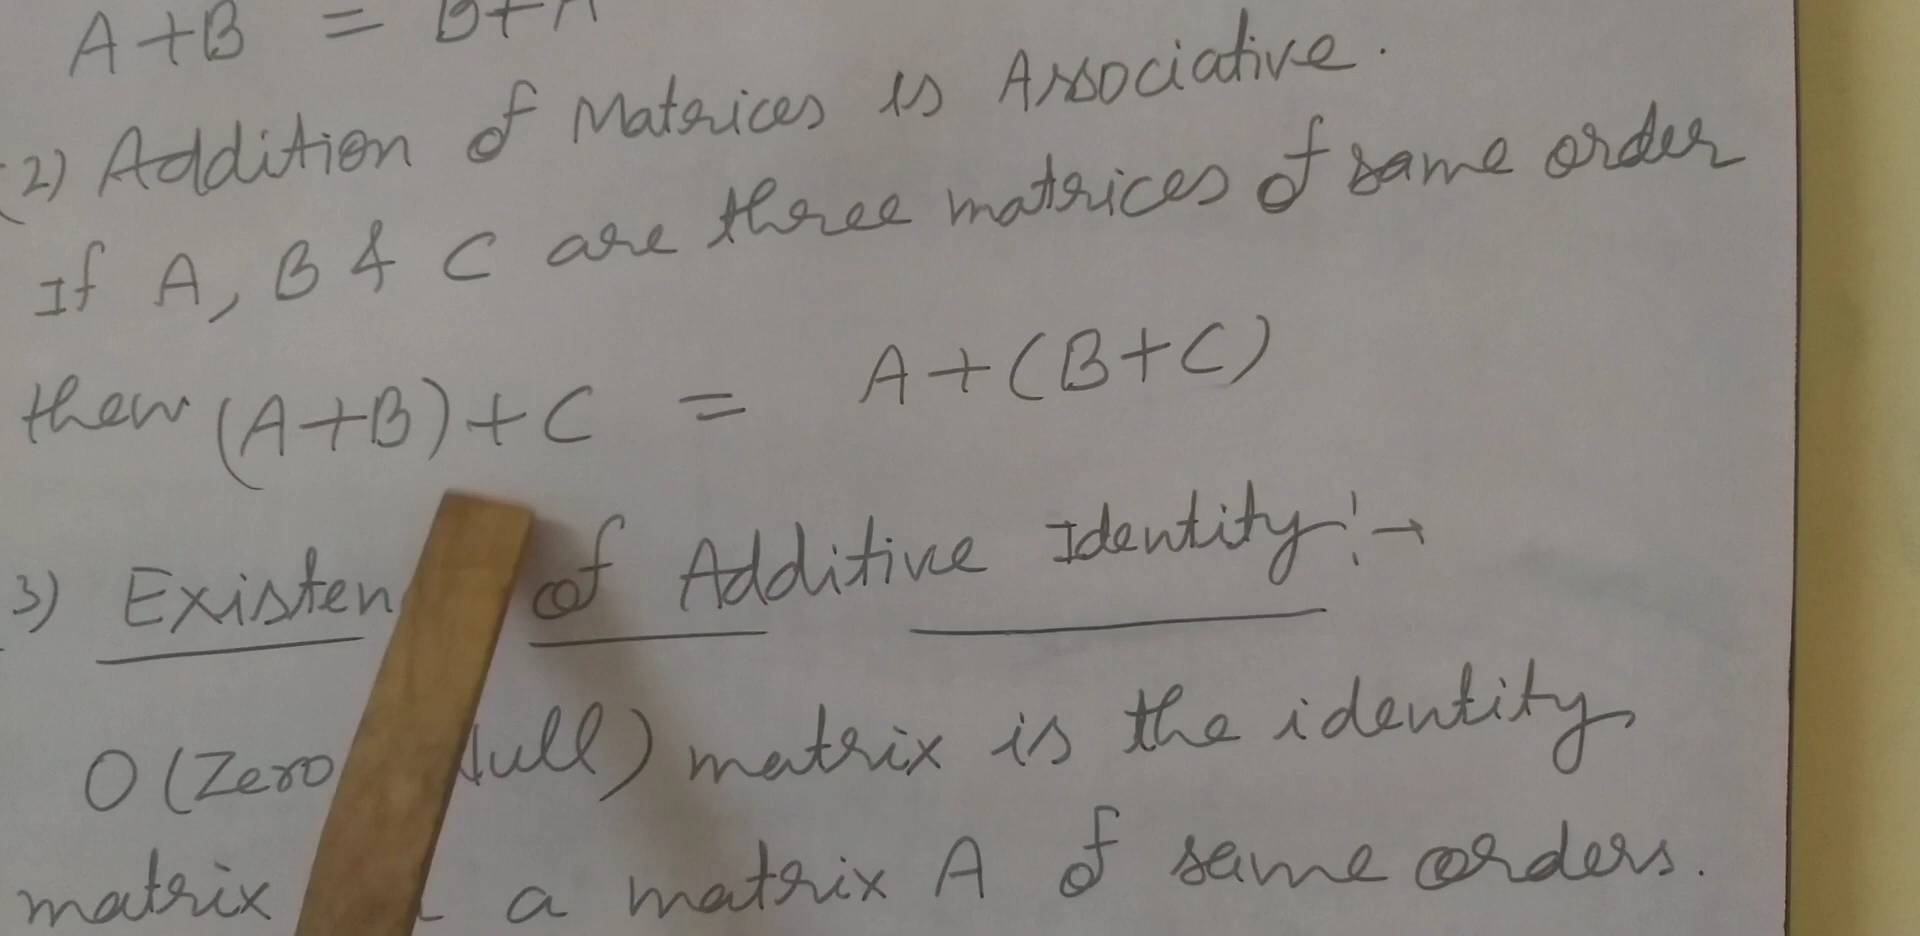 A+B = B+A
(2) Addition of Matrices is Associative.
If A, B & C are three matrices of same order
then (A+B)+C = A+(B+C)
3) Existen of Additive Identity :→
O (Zero ull) matrix is the identity
matrix a matrix A of same orders.